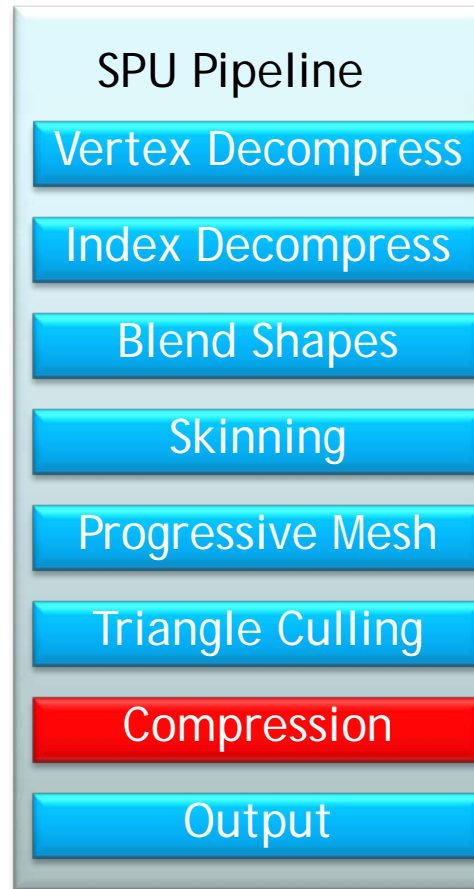 SPU Pipeline
Vertex Decompress
Index Decompress
Blend Shapes
Skinning
Progressive Mesh
Triangle Culling
Compression
Output